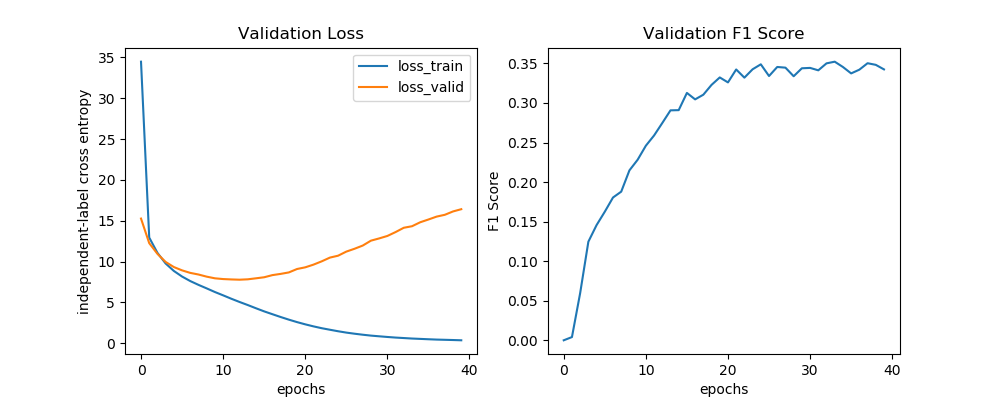 Validation Loss
independent-label cross entropy
35
30
25
20
15
10
5
0
loss_train
loss_valid
0 10 20 30 40
epochs
Validation F1 Score
F1 Score
0.35
0.30
0.25
0.20
0.15
0.10
0.05
0.00
0 10 20 30 40
epochs